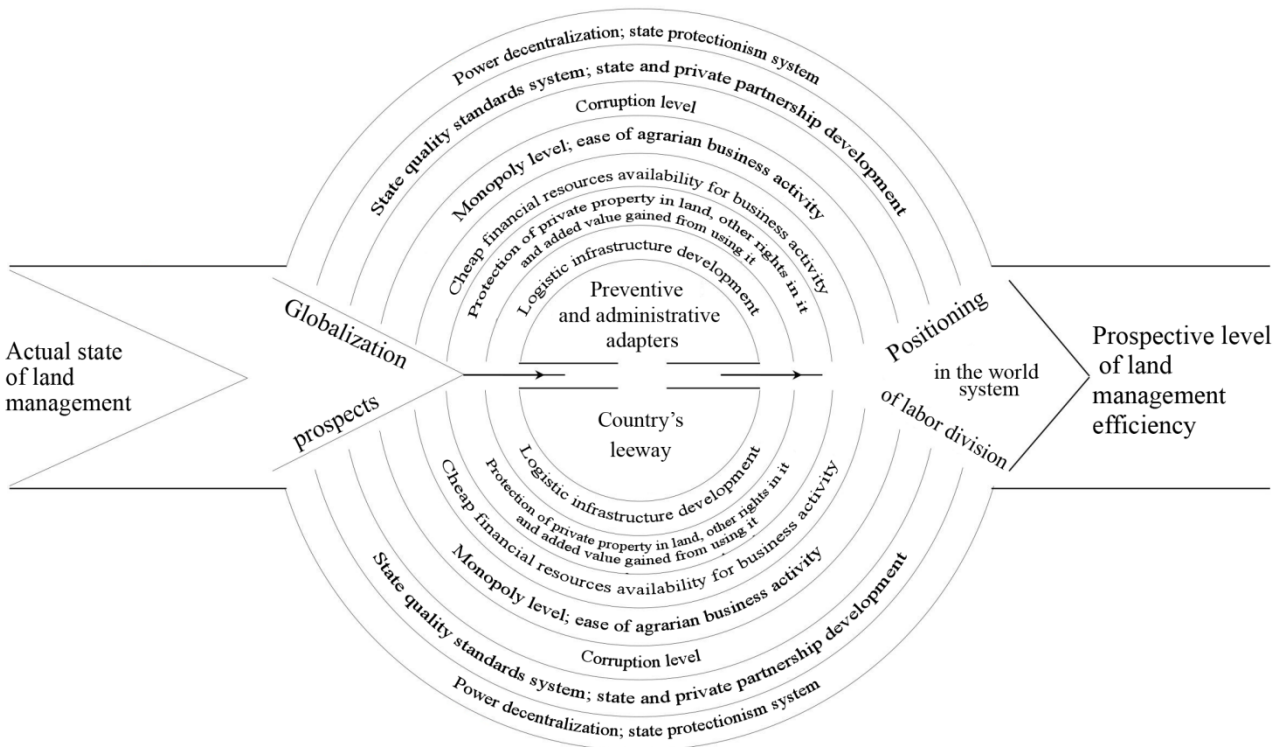 Power decentralization; state protectionism system
State quality standards system; state and private partnership development
Corruption level
Monopoly level; ease of agrarian business activity
Cheap financial resources availability for business activity
Protection of private property in land, other rights in it
and added value gained from using it
Logistic infrastructure development
Preventive
and administrative
adapters
Globalization
prospects
Actual state
of land
management
Positioning
in the world
system
of labor division
Prospective level
of land
management
efficiency
Country’s
leeway
Logistic infrastructure development
Protection of private property in land, other rights in it
and added value gained from using it
Cheap financial resources availability for business activity
Monopoly level; ease of agrarian business activity
Corruption level
State quality standards system; state and private partnership development
Power decentralization; state protectionism system